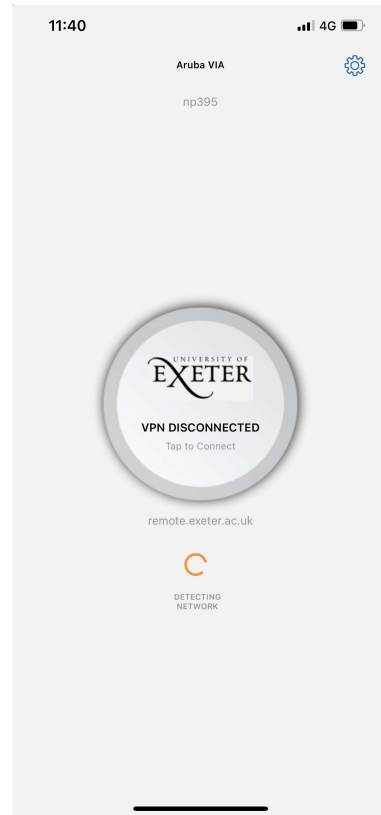 11:40
4G
Aruba VIA
np395
UNIVERSITY OF
EXETER
VPN DISCONNECTED
Tap to Connect
remote.exeter.ac.uk
DETECTING
NETWORK